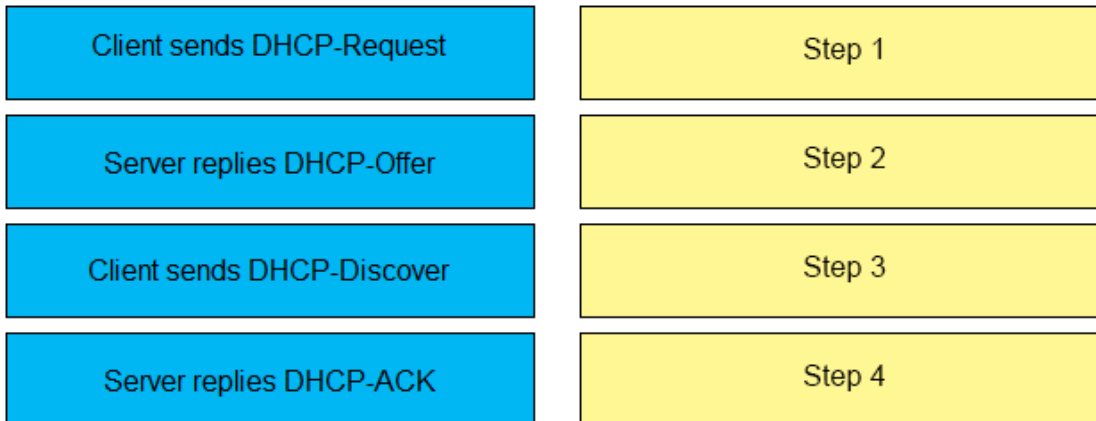 Client sends DHCP-Request
Step 1
Server replies DHCP-Offer
Step 2
Client sends DHCP-Discover
Step 3
Server replies DHCP-ACK
Step 4